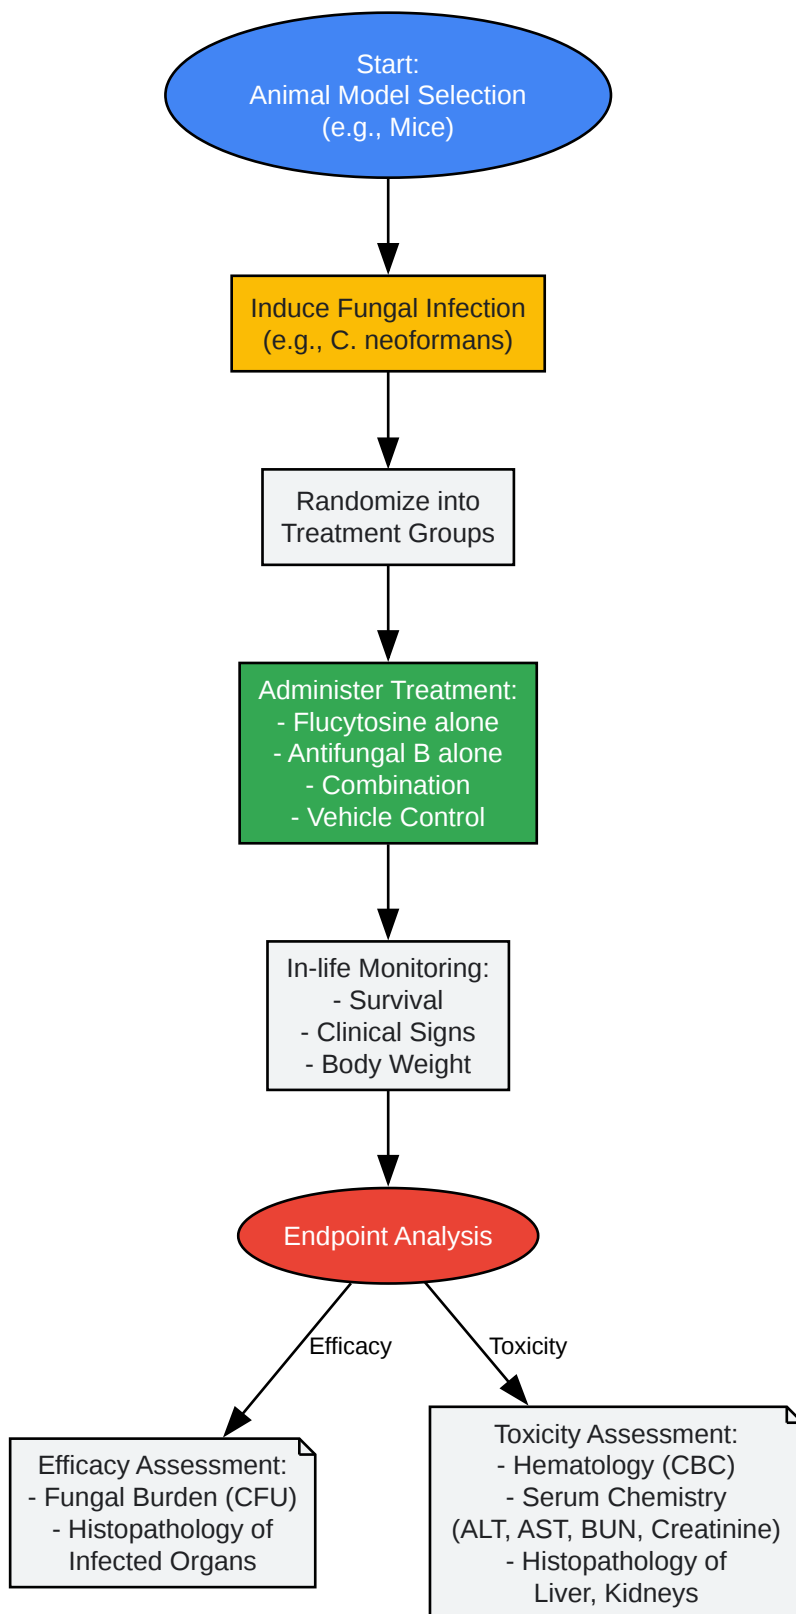 Start:
Animal Model Selection
(e.g., Mice)
Induce Fungal Infection
(e.g., C. neoformans)
Randomize into
Treatment Groups
Administer Treatment:
- Flucytosine alone
- Antifungal B alone
- Combination
- Vehicle Control
In-life Monitoring:
- Survival
- Clinical Signs
- Body Weight
Endpoint Analysis
Efficacy
Toxicity
Efficacy Assessment:
- Fungal Burden (CFU)
- Histopathology of
Infected Organs
Toxicity Assessment:
- Hematology (CBC)
- Serum Chemistry
(ALT, AST, BUN, Creatinine)
- Histopathology of
Liver, Kidneys